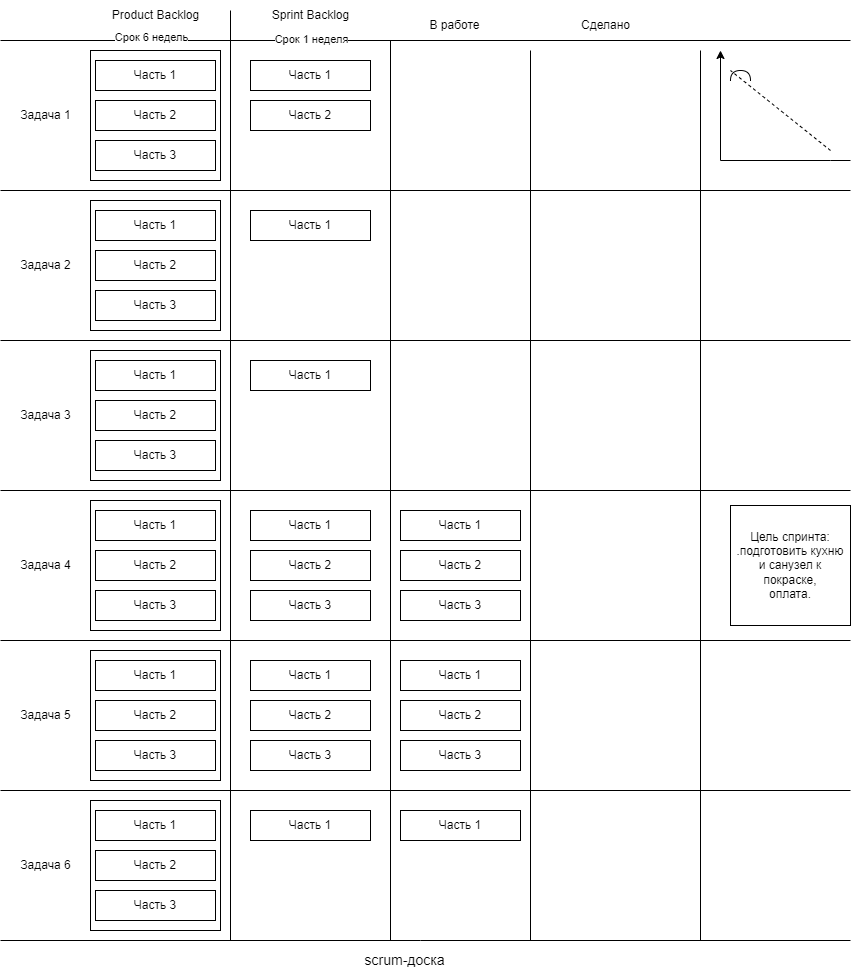 Product Backlog
Sprint Backlog
В работе
Сделано
Срок 6 недель
Срок 1 неделя
Задача 1
Часть 1
Часть 2
Часть 3
Часть 1
Часть 2
Задача 2
Часть 1
Часть 2
Часть 3
Часть 1
Задача 3
Часть 1
Часть 2
Часть 3
Часть 1
Задача 4
Часть 1
Часть 2
Часть 3
Часть 1
Часть 2
Часть 3
Часть 1
Часть 2
Часть 3
Цель спринта:
.подготовить кухню
и санузел к
покраске,
оплата.
Задача 5
Часть 1
Часть 2
Часть 3
Часть 1
Часть 2
Часть 3
Часть 1
Часть 2
Часть 3
Задача 6
Часть 1
Часть 2
Часть 3
Часть 1
Часть 1
scrum-доска